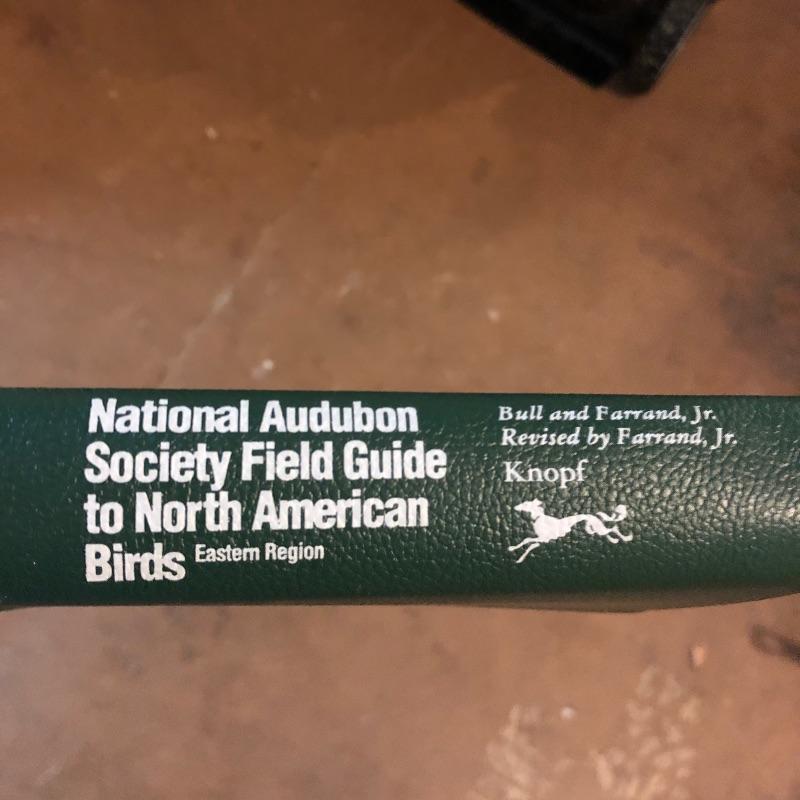 National Audubon
Society Field Guide
to North American
Birds Eastern Region
Bull and Farrand, Jr.
Revised by Farrand, Jr.
Knopf